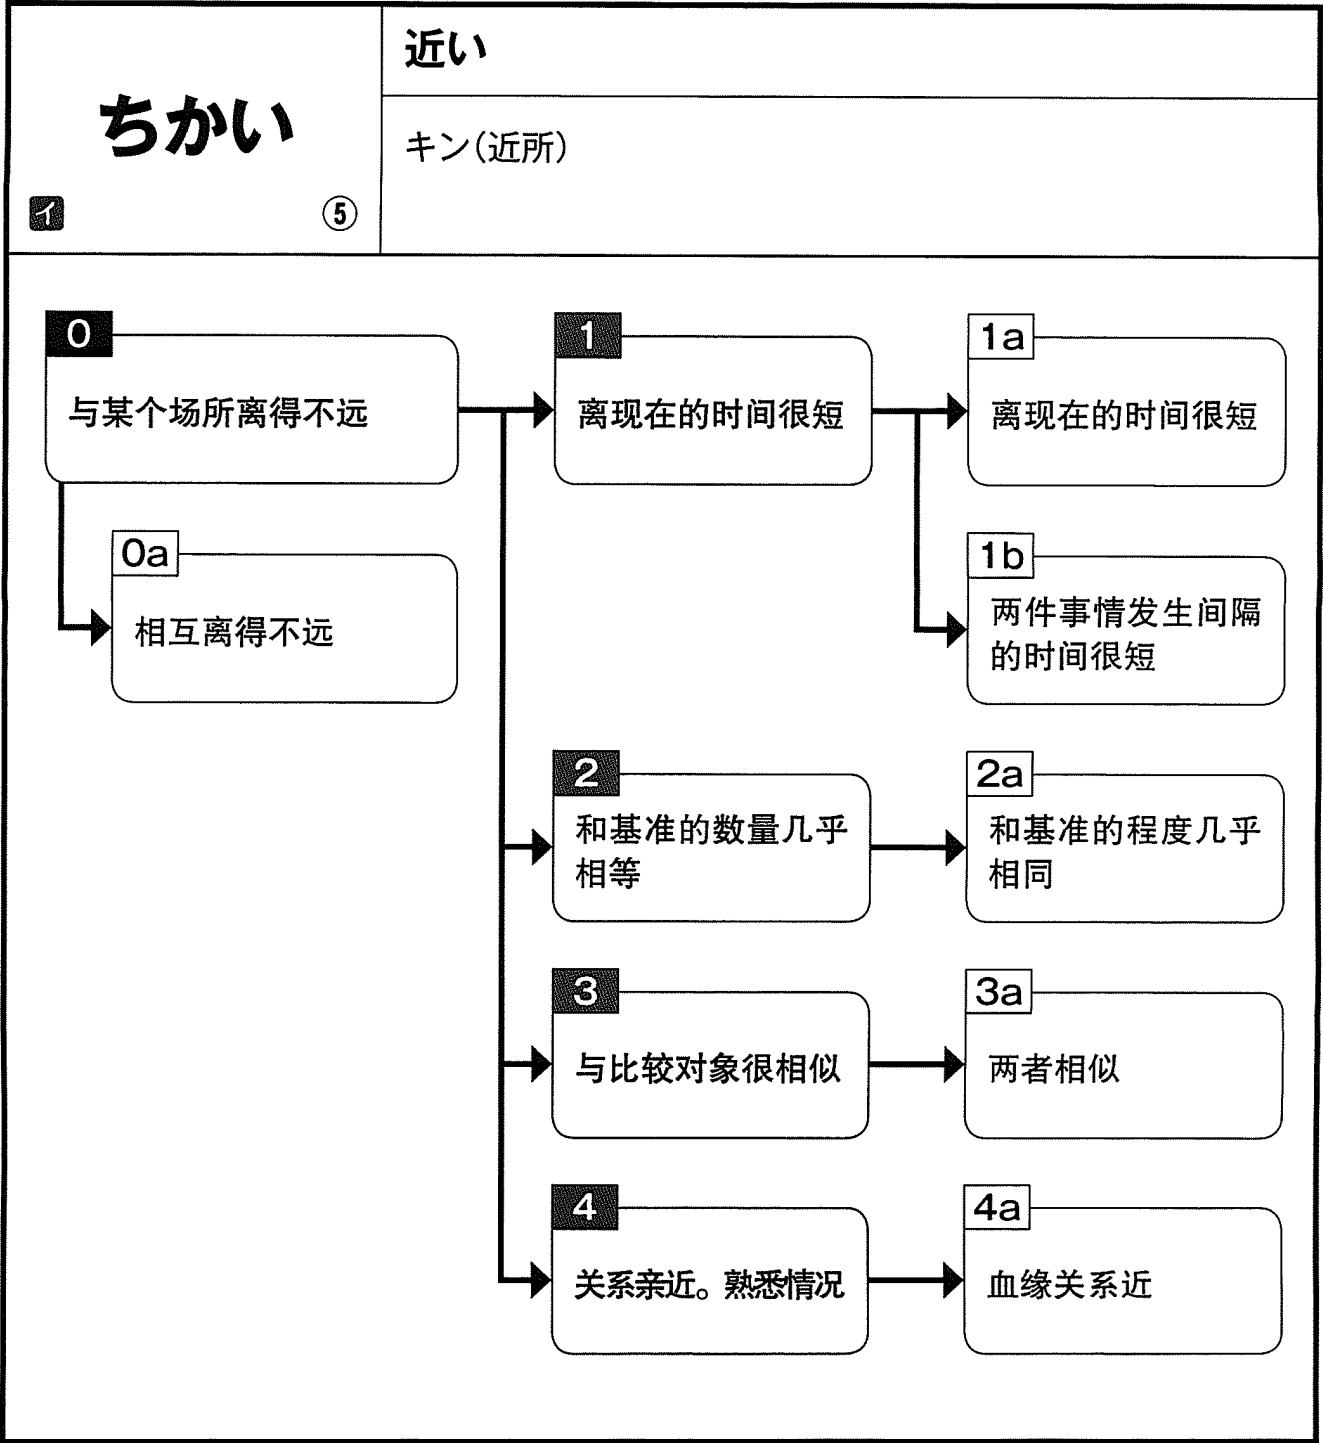 ちかい
イ
⑤
近い
キン(近所)
0
与某个场所离得不远
0a
相互离得不远
1
离现在的时间很短
1a
离现在的时间很短
1b
两件事情发生间隔
的时间很短
2
和基准的数量几乎
相等
2a
和基准的程度几乎
相同
3
与比较对象很相似
3a
两者相似
4
关系亲近。熟悉情况
4a
血缘关系近